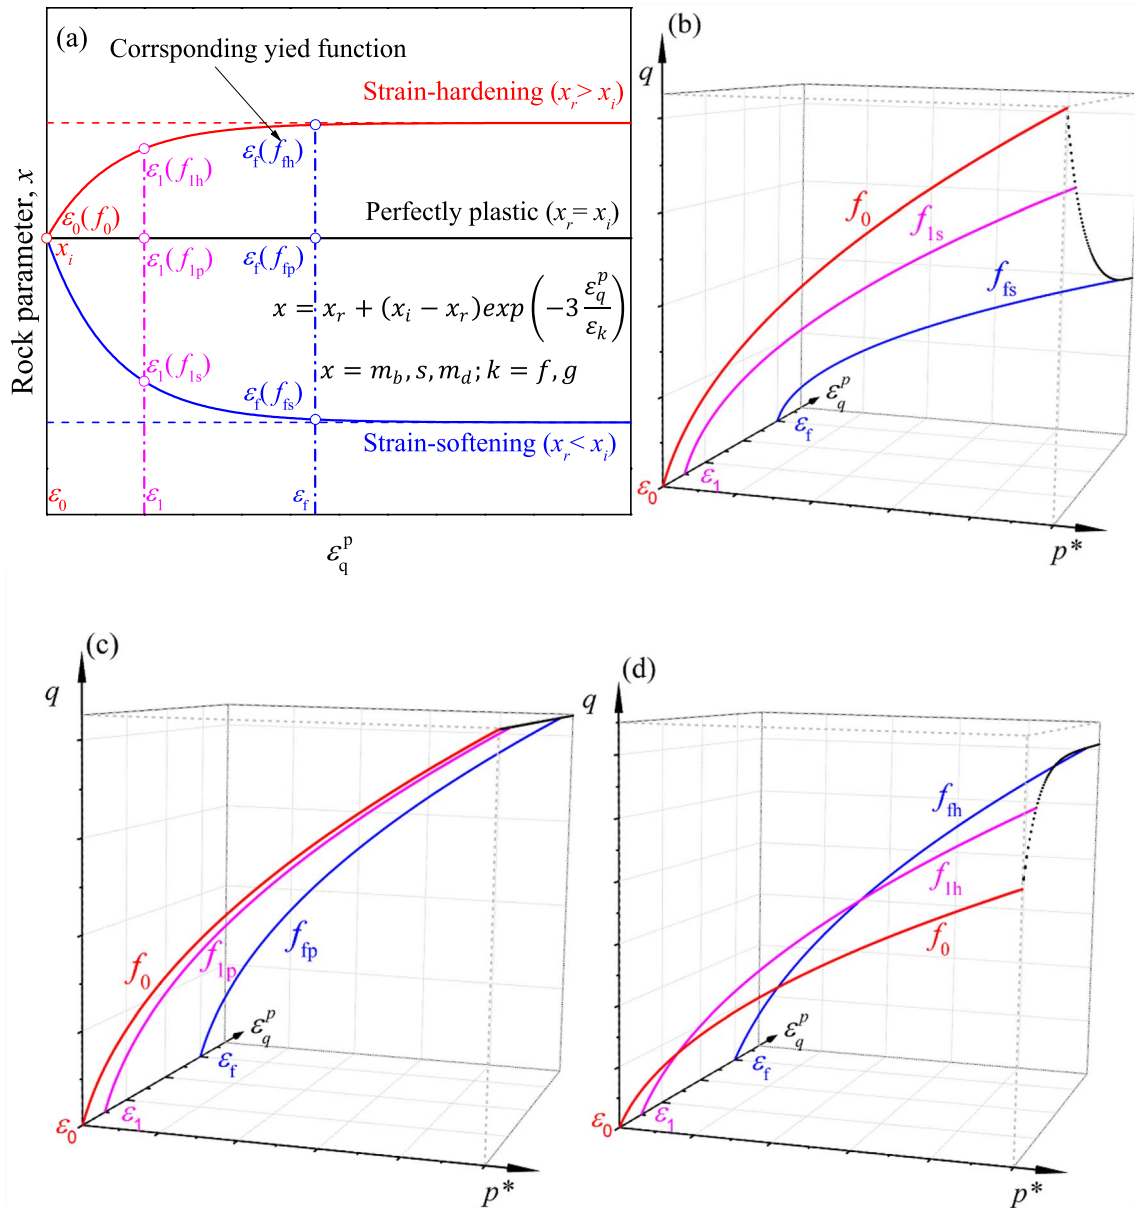 (a)
Corrsponding yied function
Strain-hardening (x_r > x_i)
ε_f(f_fh)
ε_1(f_1h)
ε_0(f_0)
Perfectly plastic (x_r = x_i)
x_i
ε_1(f_1p)
ε_f(f_fp)
x = x_r + (x_i − x_r)exp(−3 ε_q^p/ε_k)
x = m_b, s, m_d; k = f, g
ε_1(f_1s)
ε_f(f_fs)
Strain-softening (x_r < x_i)
ε_0
ε_1
ε_f
Rock parameter, x
ε_q^p
(b)
q
f_0
f_1s
f_fs
ε_q^p
ε_f
ε_1
ε_0
p*
(c)
q
f_0
f_1p
f_fp
ε_q^p
ε_f
ε_1
ε_0
p*
(d)
q
f_fh
f_1h
f_0
ε_q^p
ε_f
ε_1
ε_0
p*